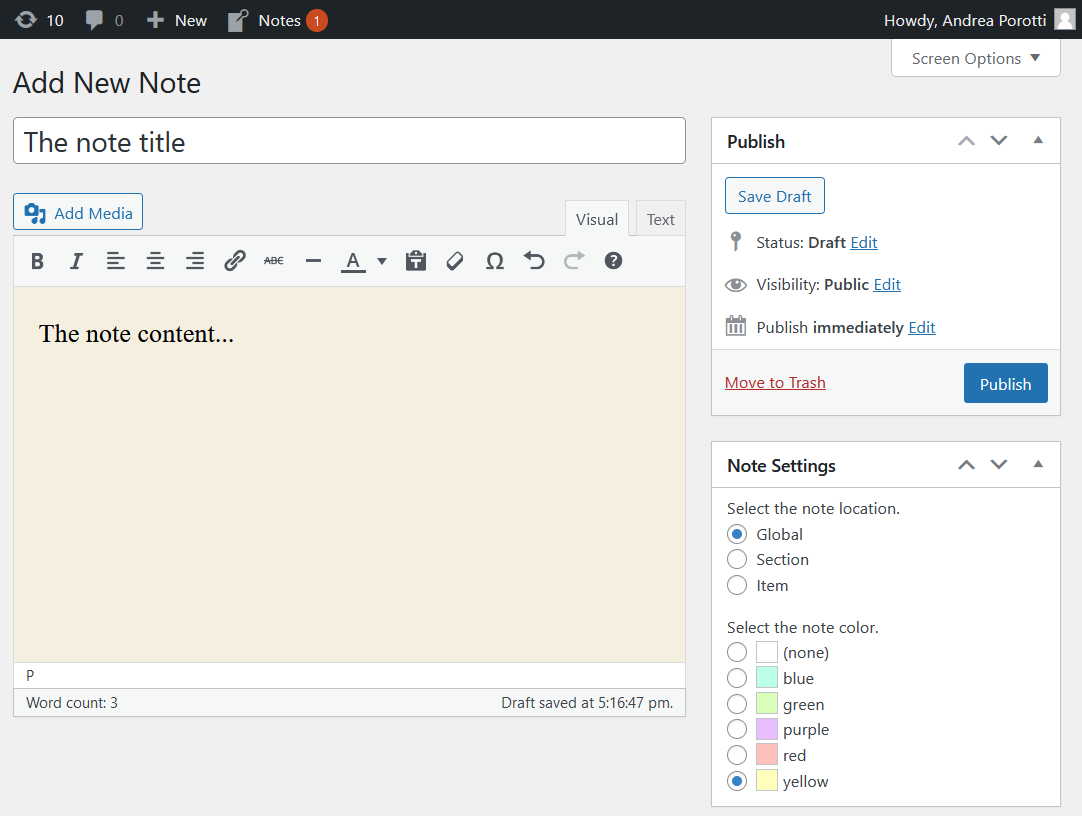 10 0 New Notes 1 Howdy, Andrea Porotti
Screen Options
Add New Note
The note title
Add Media
Visual Text
B I ABC A T Ω ?
The note content...
P
Word count: 3 Draft saved at 5:16:47 pm.
Publish
Save Draft
Status: Draft Edit
Visibility: Public Edit
Publish immediately Edit
Move to Trash Publish
Note Settings
Select the note location.
Global
Section
Item
Select the note color.
(none)
blue
green
purple
red
yellow